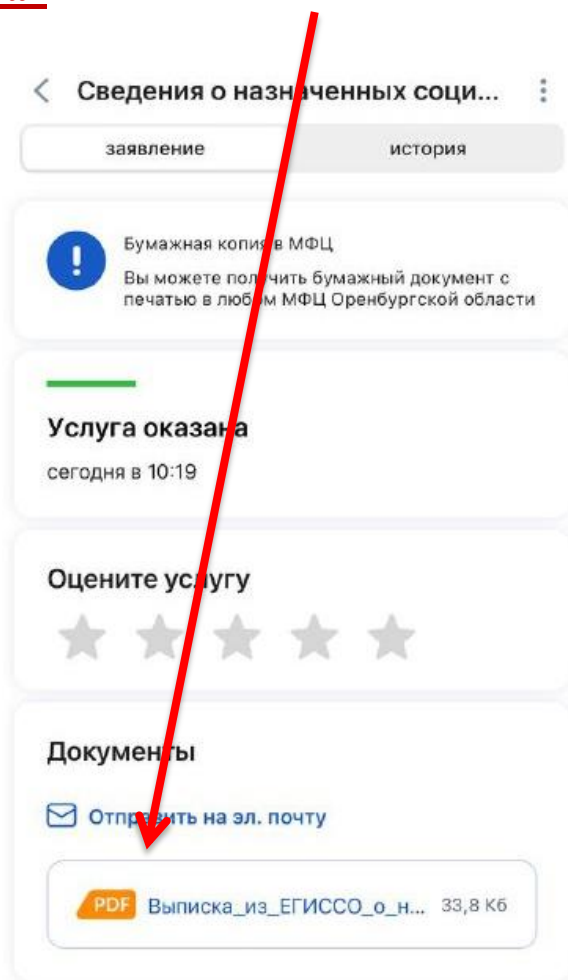 Сведения о назначенных соци...
заявление
история
Бумажная копия в МФЦ
Вы можете получить бумажный документ с
печатью в любом МФЦ Оренбургской области
Услуга оказана
сегодня в 10:19
Оцените услугу
Документы
Отправить на эл. почту
PDF Выписка_из_ЕГИССО_о_н... 33,8 Кб